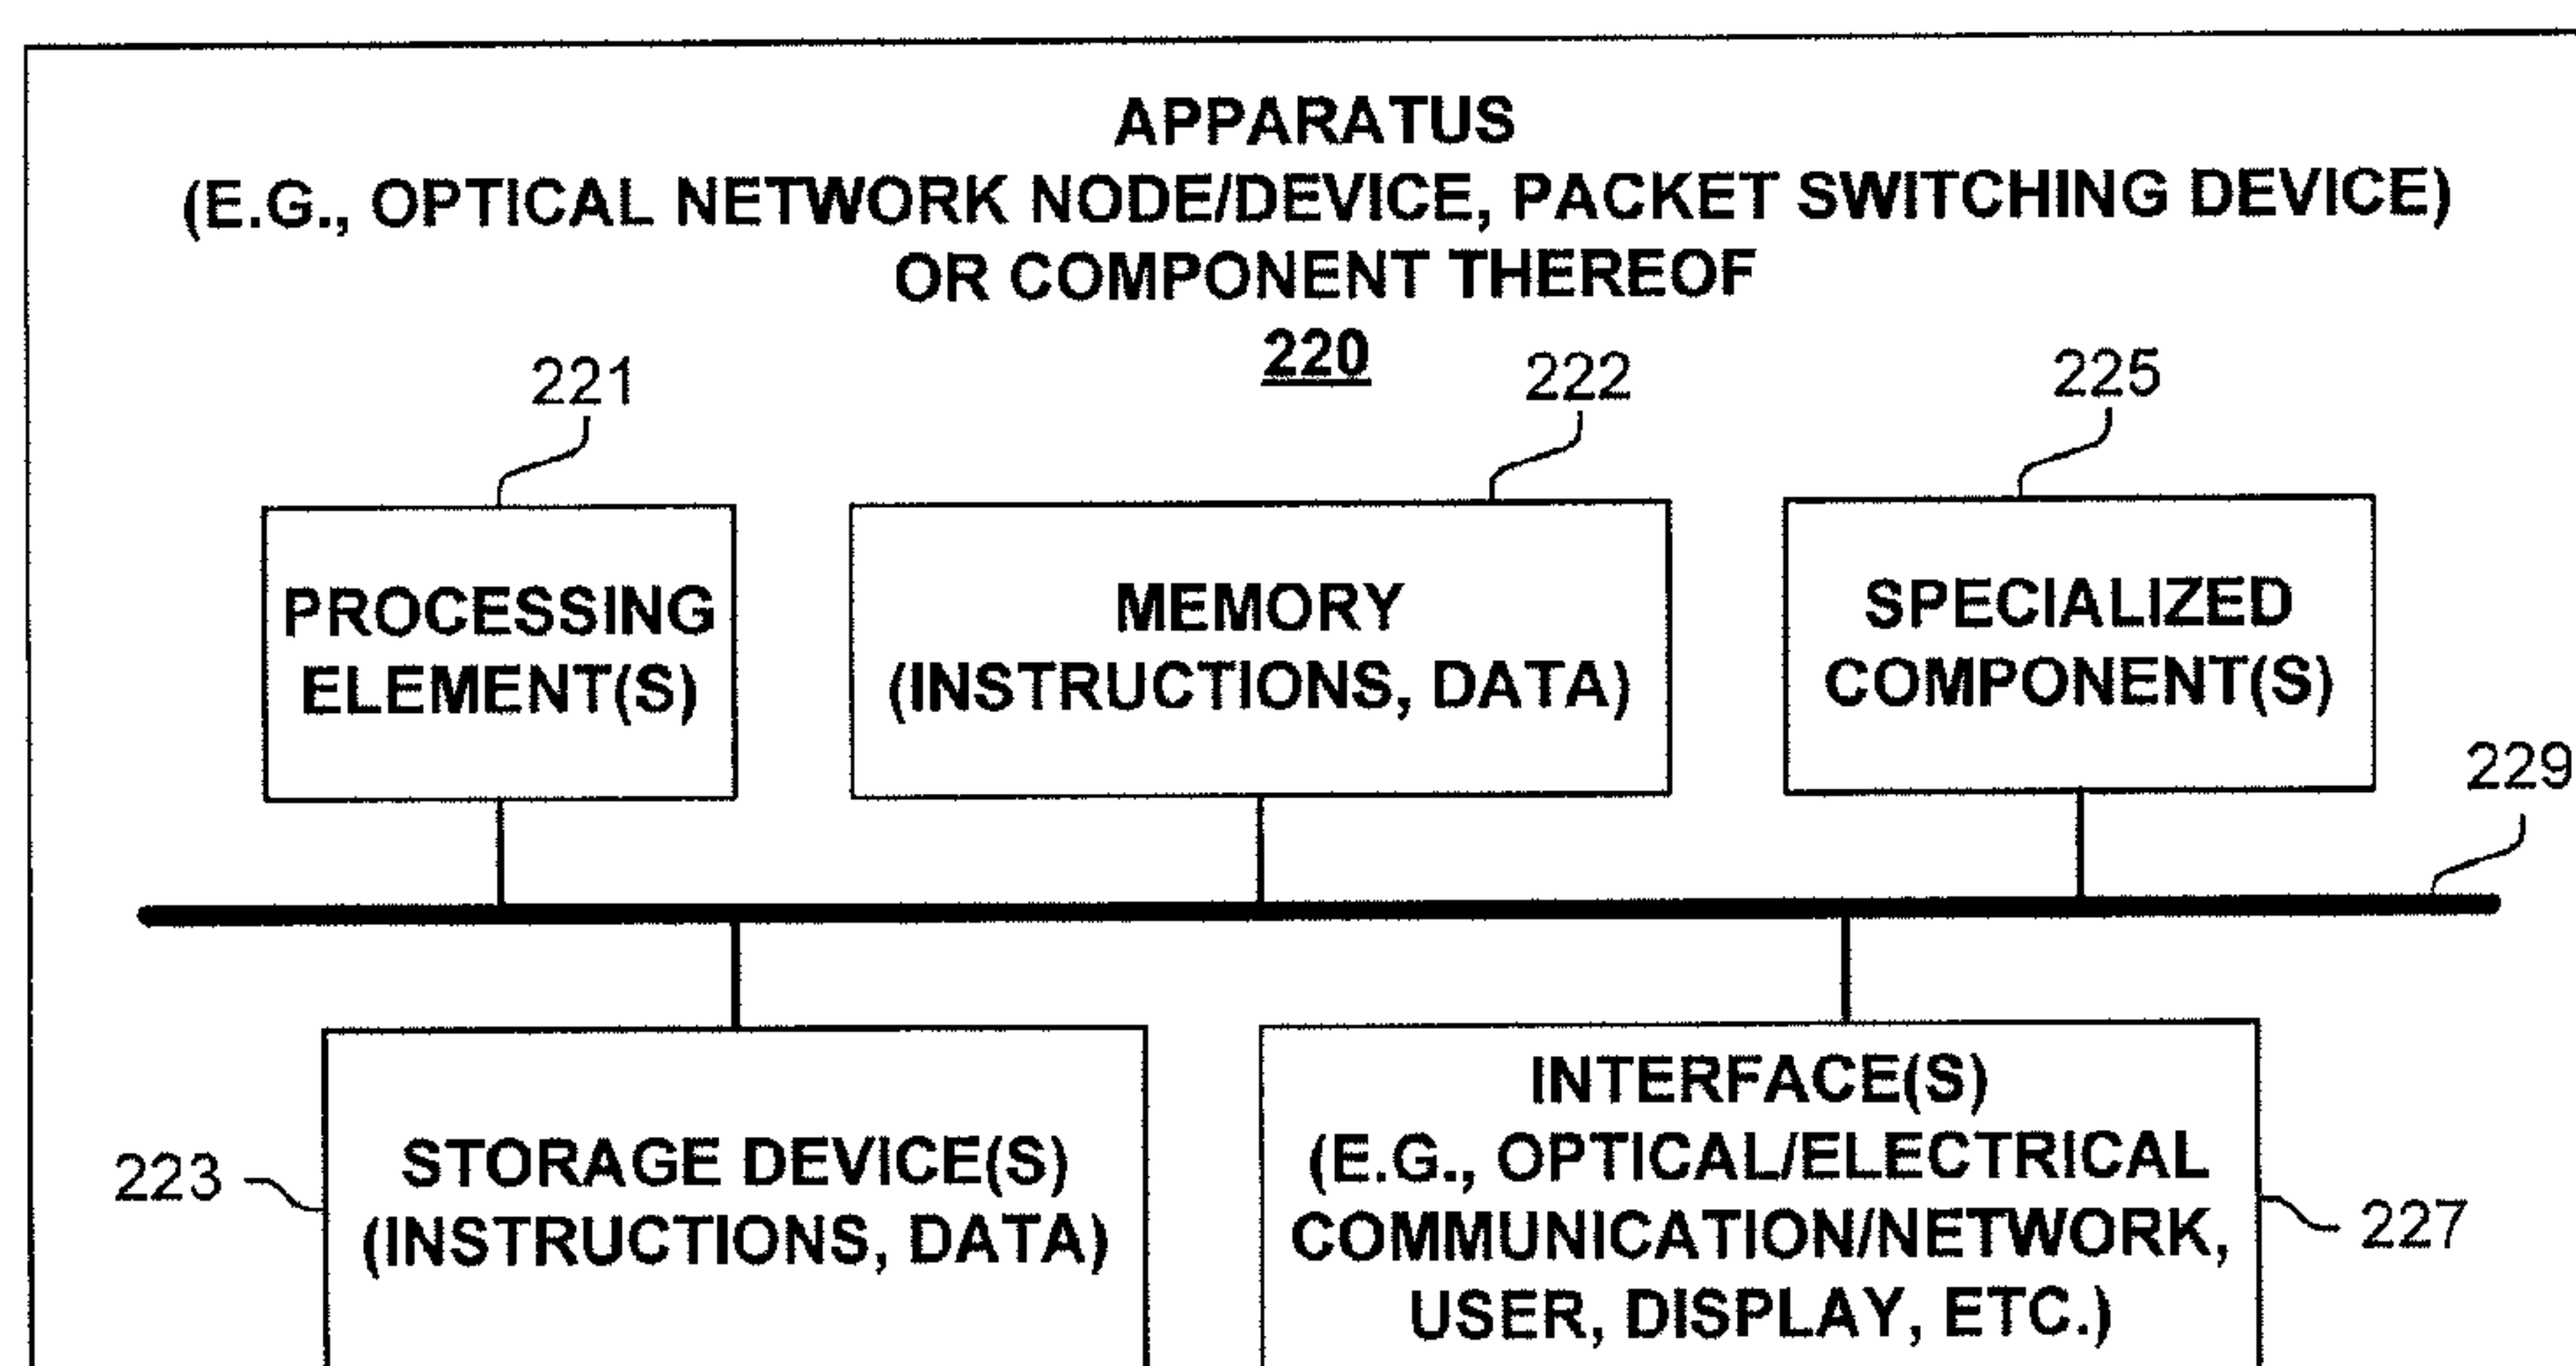 APPARATUS
(E.G., OPTICAL NETWORK NODE/DEVICE, PACKET SWITCHING DEVICE)
OR COMPONENT THEREOF
220
221
222
225
PROCESSING
ELEMENT(S)
MEMORY
(INSTRUCTIONS, DATA)
SPECIALIZED
COMPONENT(S)
229
223
STORAGE DEVICE(S)
(INSTRUCTIONS, DATA)
INTERFACE(S)
(E.G., OPTICAL/ELECTRICAL
COMMUNICATION/NETWORK,
USER, DISPLAY, ETC.)
227